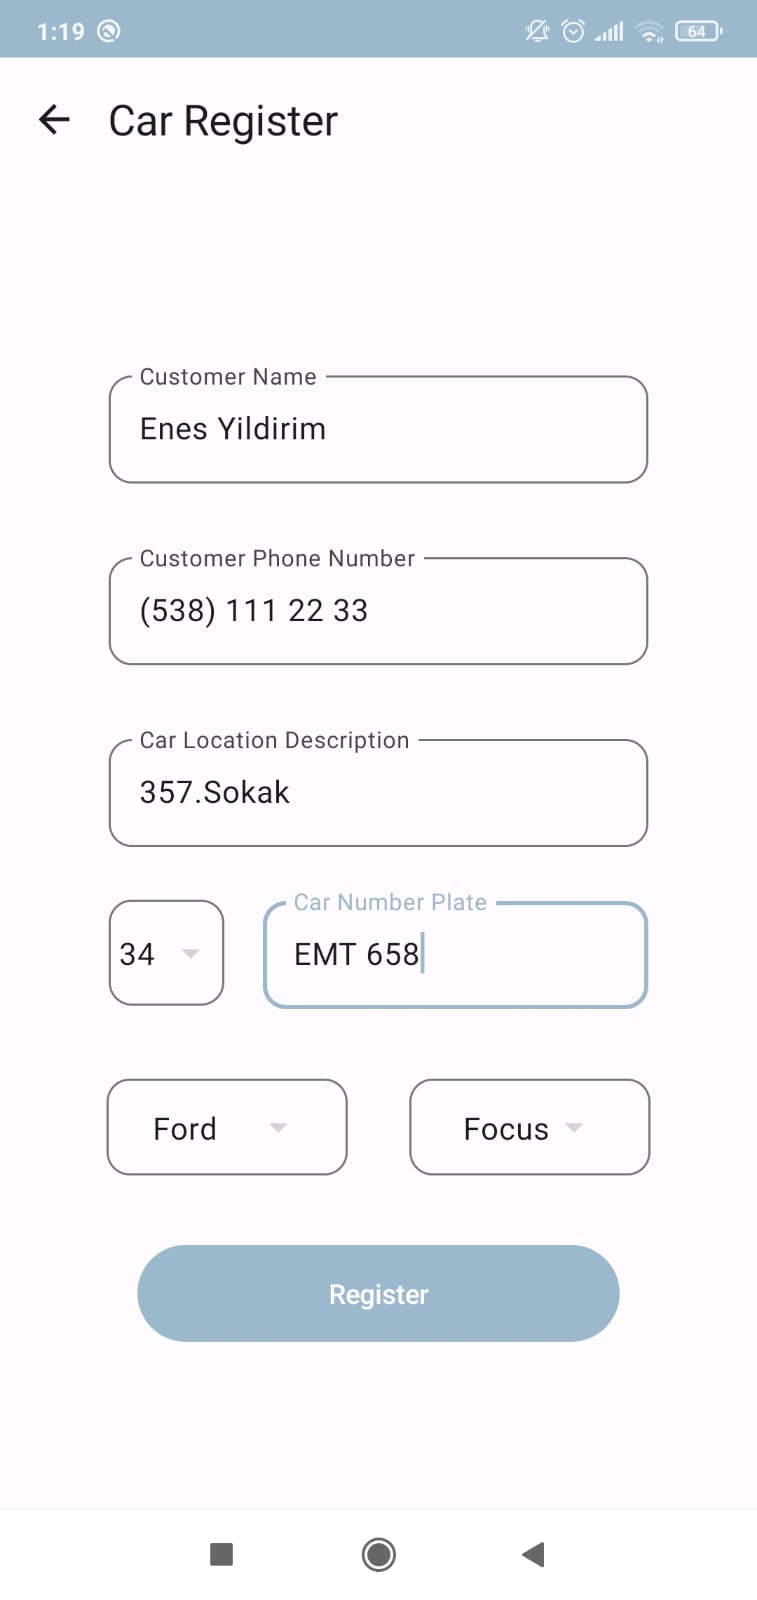 1:19
64
Car Register
Customer Name
Enes Yildirim
Customer Phone Number
(538) 111 22 33
Car Location Description
357.Sokak
Car Number Plate
34 EMT 658
Ford Focus
Register